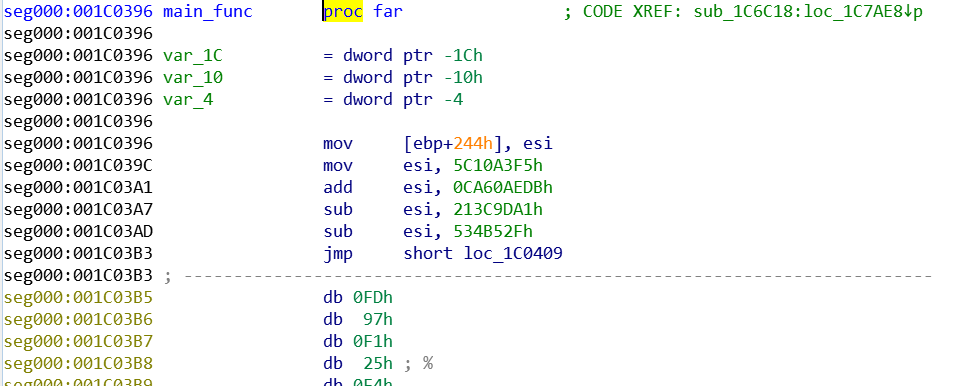 seg000:001C0396 main_func proc far ; CODE XREF: sub_1C6C18:loc_1C7AE8↓p
seg000:001C0396
seg000:001C0396 var_1C = dword ptr -1Ch
seg000:001C0396 var_10 = dword ptr -10h
seg000:001C0396 var_4 = dword ptr -4
seg000:001C0396
seg000:001C0396 mov [ebp+244h], esi
seg000:001C039C mov esi, 5C10A3F5h
seg000:001C03A1 add esi, 0CA60AEDBh
seg000:001C03A7 sub esi, 213C9DA1h
seg000:001C03AD sub esi, 534B52Fh
seg000:001C03B3 jmp short loc_1C0409
seg000:001C03B3 ; ---------------------------------------------------------------------------
seg000:001C03B5 db 0FDh
seg000:001C03B6 db 97h
seg000:001C03B7 db 0F1h
seg000:001C03B8 db 25h ; %
seg000:001C03B9 db 0F4h